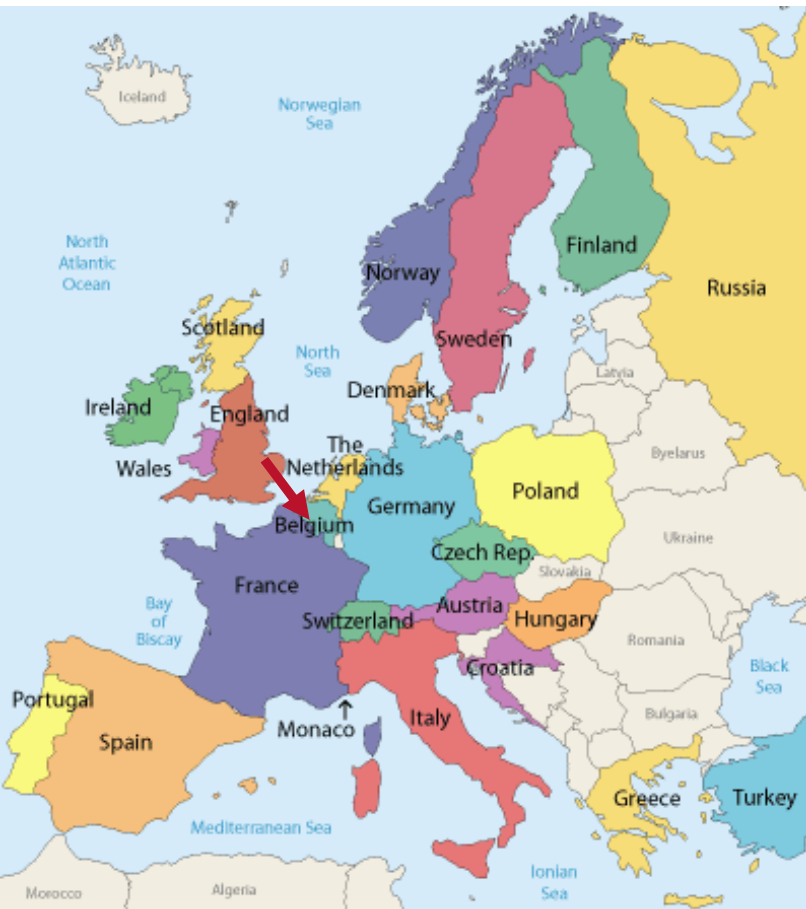 Iceland
Norwegian
Sea
North
Atlantic
Ocean
Finland
Norway
Russia
Scotland
Sweden
North
Sea
Latvia
Denmark
Ireland
England
The
Netherlands
Wales
Byelarus
Poland
Germany
Belgium
Ukraine
Czech Rep.
Slovakia
France
Austria
Bay
of
Biscay
Switzerland
Hungary
Romania
Croatia
Black
Sea
Portugal
Bulgaria
Italy
Monaco
Spain
Greece
Turkey
Mediterranean Sea
Ionian
Sea
Morocco
Algeria